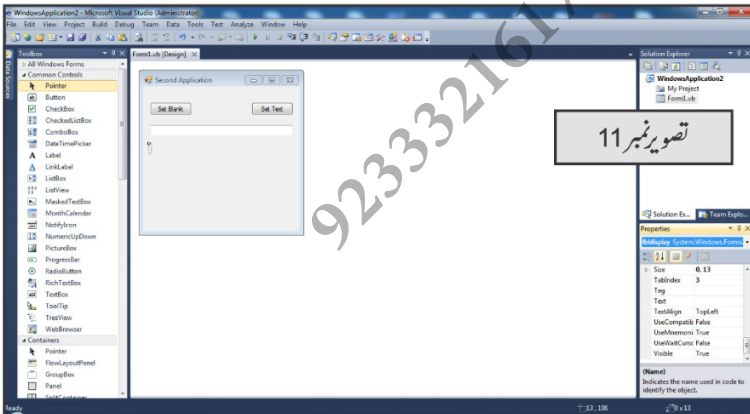 WindowsApplication2 - Microsoft Visual Studio (Administrator)
File Edit View Project Build Debug Team Data Tools Test Analyze Window Help
Toolbox
Form1.vb [Design]
Solution Explorer
Data Sources
All Windows Forms
Common Controls
Pointer
Button
CheckBox
CheckedListBox
ComboBox
DateTimePicker
Label
LinkLabel
ListBox
ListView
MaskedTextBox
MonthCalendar
NotifyIcon
NumericUpDown
PictureBox
ProgressBar
RadioButton
RichTextBox
TextBox
ToolTip
TreeView
WebBrowser
Containers
Pointer
FlowLayoutPanel
GroupBox
Panel
SplitContainer
Second Application
Set Blank Set Text
923332161
WindowsApplication2
My Project
Form1.vb
تصویر نمبر 11
Solution Ex... Team Explo...
Properties
lbldisplay System.Windows.Forms
Size 0, 13
TabIndex 3
Tag
Text
TextAlign TopLeft
UseCompatib False
UseMnemoni True
UseWaitCursc False
Visible True
(Name)
Indicates the name used in code to
identify the object.
Ready 13 , 106 0 x 13